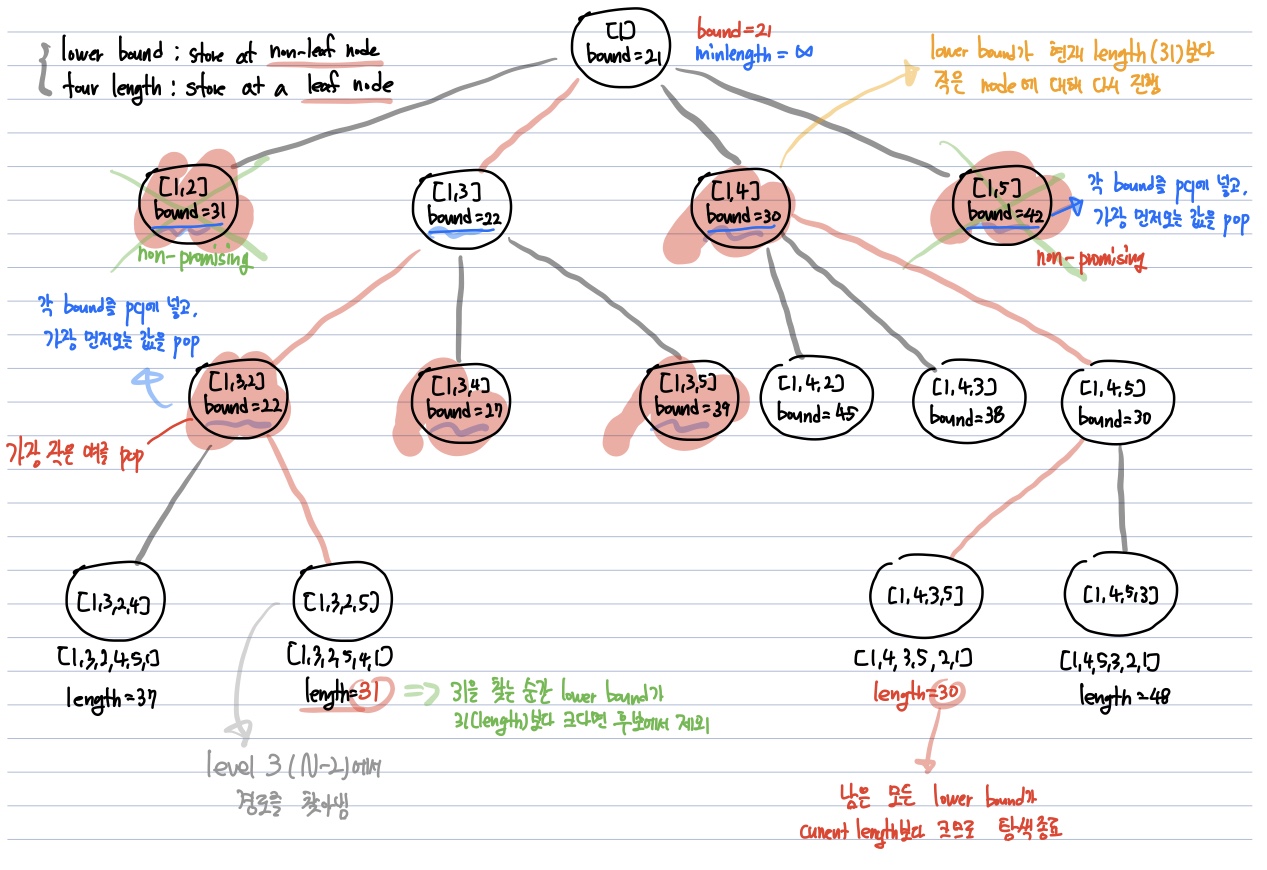 lower bound : store at non-leaf node
tour length : store at a leaf node
[1]
bound=21
bound=21
minlength = ∞
lower bound가 현재 length(31)보다
작은 node에 대해 다시 진행
[1,2]
bound=31
non-promising
[1,3]
bound=22
[1,4]
bound=30
[1,5]
bound=42
non-promising
각 bound를 pq에 넣고,
가장 먼저오는 값을 pop
각 bound를 pq에 넣고,
가장 먼저오는 값을 pop
[1,3,2]
bound=22
가장 작은 애를 pop
[1,3,4]
bound=27
[1,3,5]
bound=39
[1,4,2]
bound=45
[1,4,3]
bound=38
[1,4,5]
bound=30
[1,3,2,4]
[1,3,2,4,5,1]
length=37
[1,3,2,5]
[1,3,2,5,4,1]
length=31
⇒ 31을 찾는 순간 lower bound가
31(length)보다 크다면 후보에서 제외
level 3 (N-2)에서
경로를 찾아냄
[1,4,3,5]
[1,4,3,5,2,1]
length=30
[1,4,5,3]
[1,4,5,3,2,1]
length=48
남은 모든 lower bound가
current length보다 크므로 탐색종료